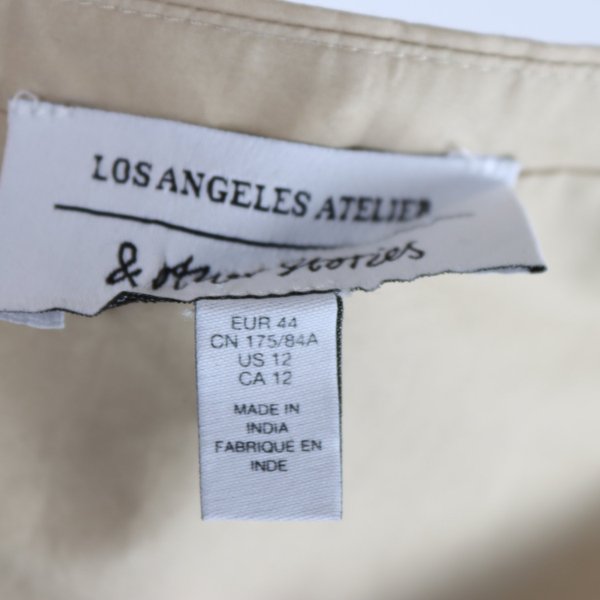 LOS ANGELES ATELIER
& other stories
EUR 44
CN 175/84A
US 12
CA 12
MADE IN
INDIA
FABRIQUE EN
INDE